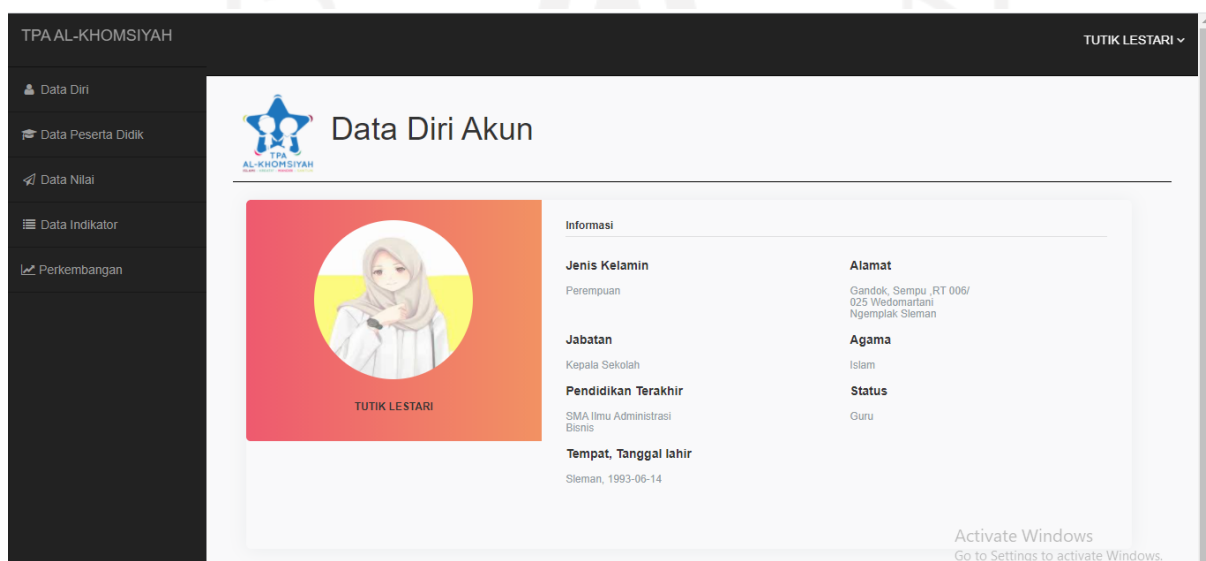 TPA AL-KHOMSIYAH
TUTIK LESTARI
Data Diri
Data Peserta Didik
Data Nilai
Data Indikator
Perkembangan
TPA
AL-KHOMSIYAH
Data Diri Akun
TUTIK LESTARI
Informasi
Jenis Kelamin
Perempuan
Alamat
Gandok, Sempu ,RT 006/
025 Wedomartani
Ngemplak Sleman
Jabatan
Kepala Sekolah
Agama
Islam
Pendidikan Terakhir
SMA Ilmu Administrasi
Bisnis
Status
Guru
Tempat, Tanggal lahir
Sleman, 1993-06-14
Activate Windows
Go to Settings to activate Windows.